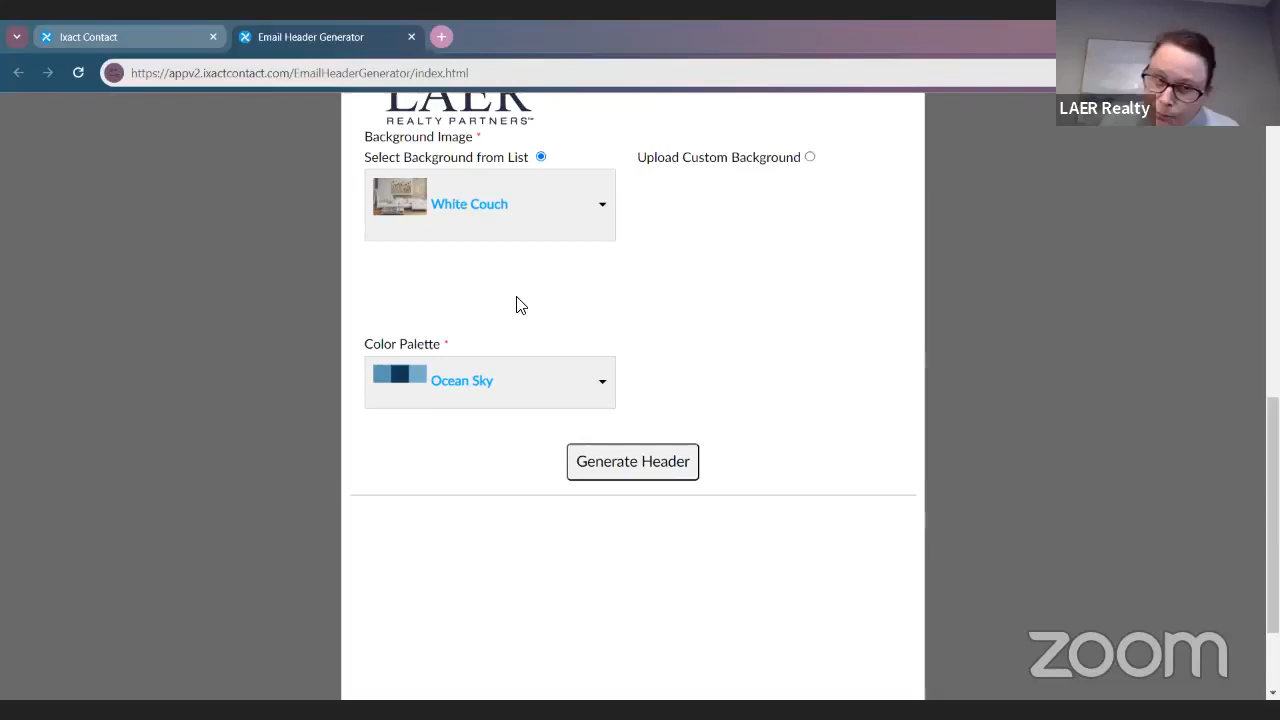 Ixact Contact
Email Header Generator
https://appv2.ixactcontact.com/EmailHeaderGenerator/index.html
LAER Realty
LAER
REALTY PARTNERS™
Background Image *
Select Background from List
Upload Custom Background
White Couch
Color Palette *
Ocean Sky
Generate Header
zoom